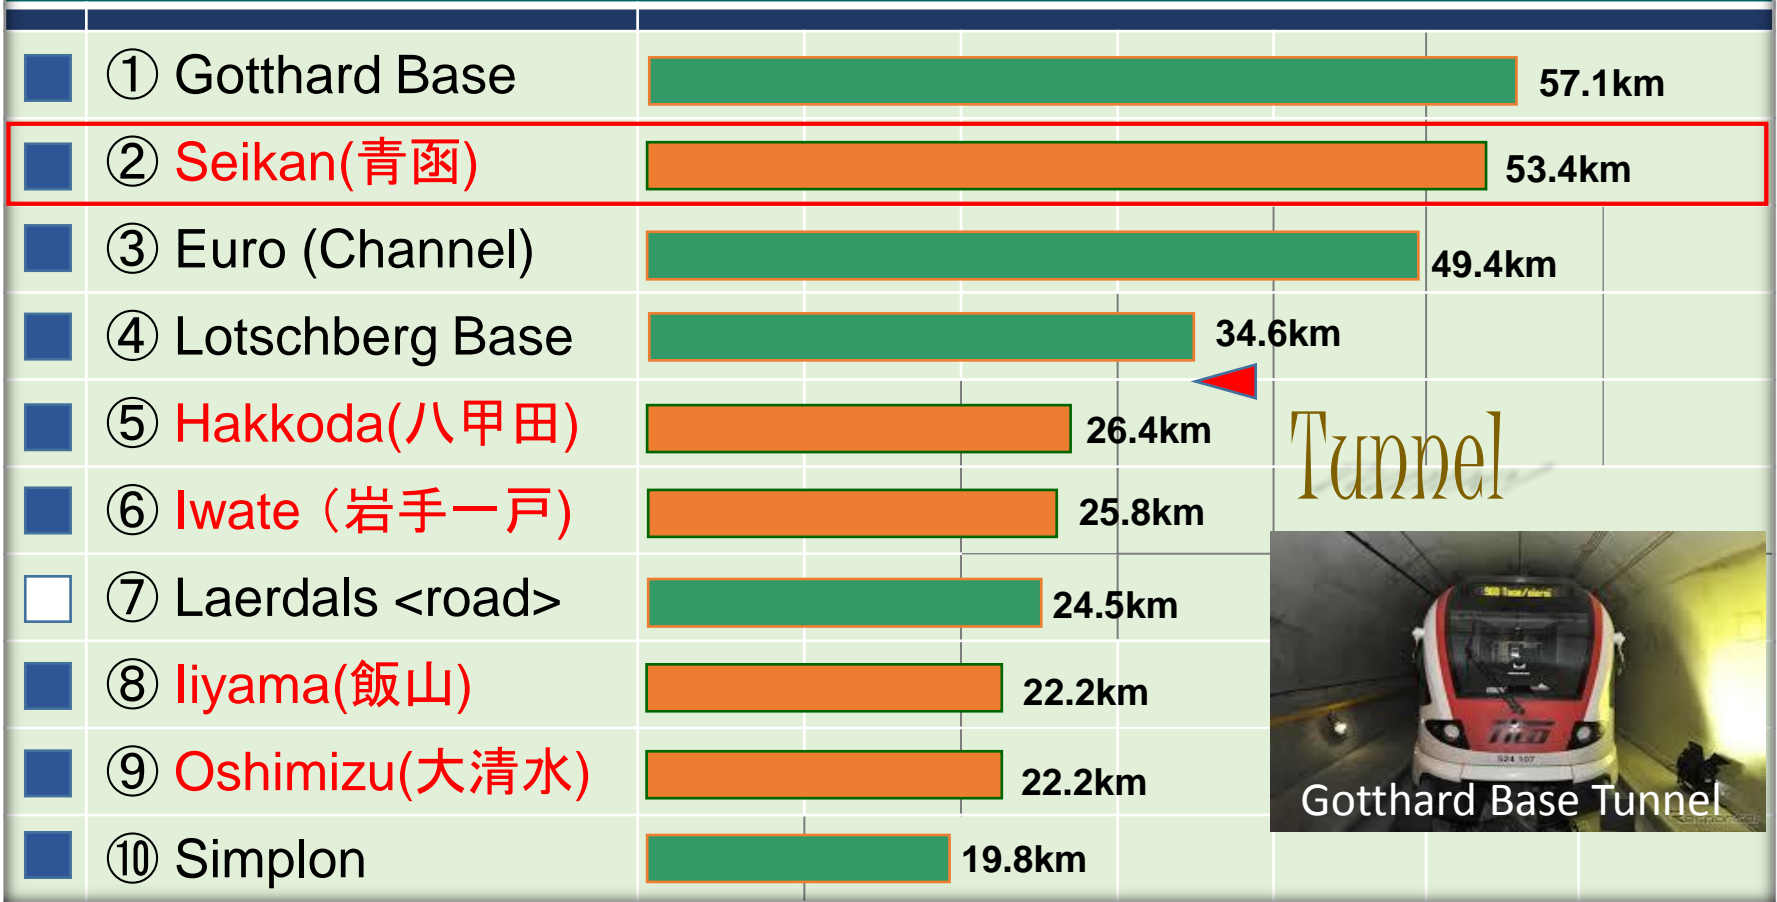 ① Gotthard Base 57.1km
② Seikan(青函) 53.4km
③ Euro (Channel) 49.4km
④ Lotschberg Base 34.6km
⑤ Hakkoda(八甲田) 26.4km
⑥ Iwate（岩手一戸) 25.8km
⑦ Laerdals <road> 24.5km
⑧ Iiyama(飯山) 22.2km
⑨ Oshimizu(大清水) 22.2km
⑩ Simplon 19.8km
Tunnel
TILO
524 107
Gotthard Base Tunnel